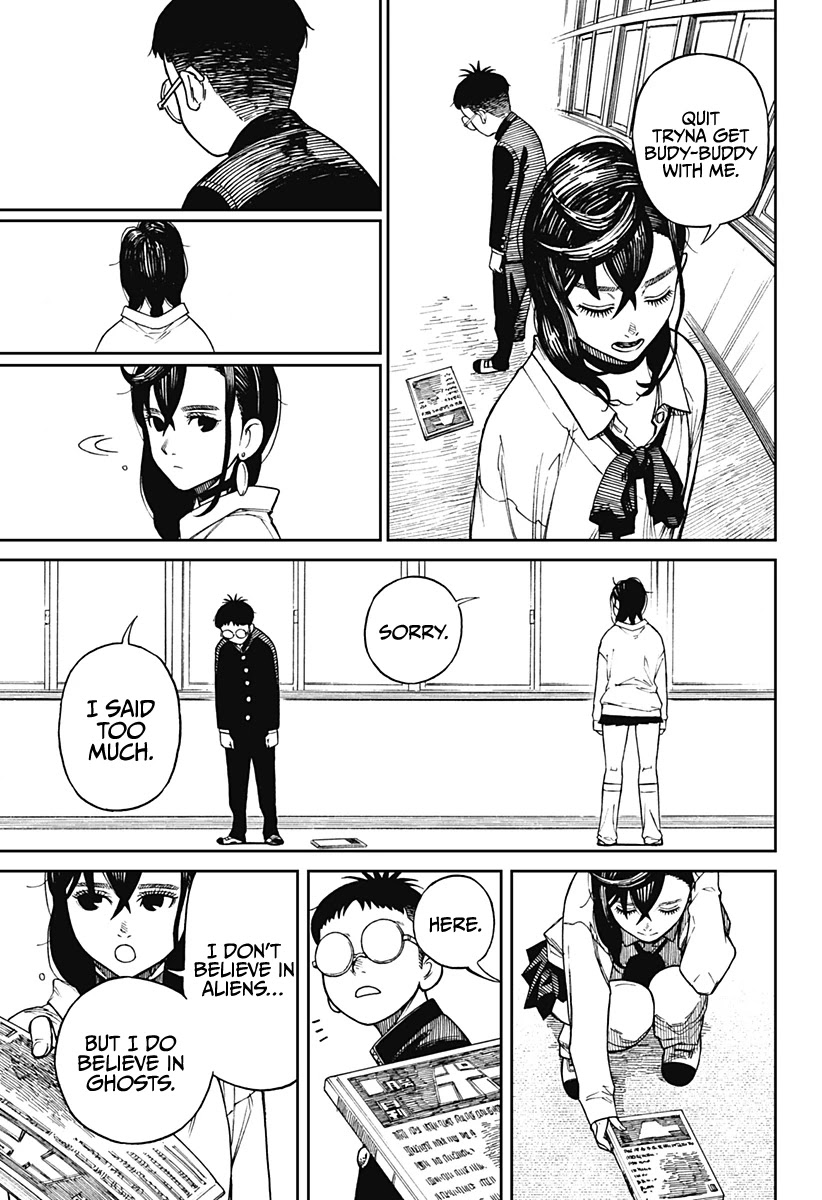 QUIT
TRYNA GET
BUDY-BUDDY
WITH ME.
SORRY.
I SAID
TOO
MUCH.
HERE.
I DON'T
BELIEVE IN
ALIENS...
BUT I DO
BELIEVE IN
GHOSTS.